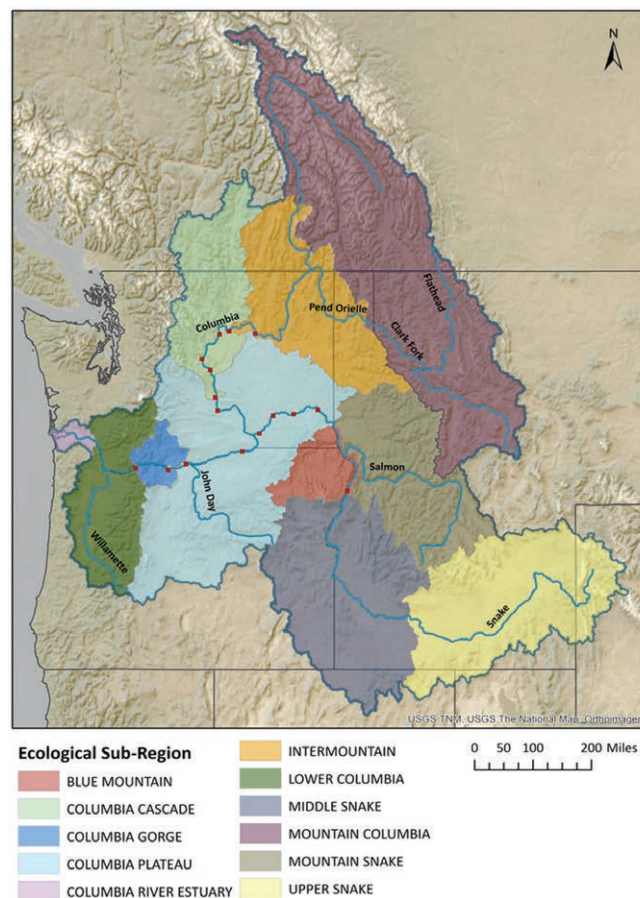 N
Columbia
Pend Orielle
Flathead
Clark Fork
Salmon
John Day
Willamette
Snake
USGS TNM, USGS The National Map: Orthoimager
Ecological Sub-Region
BLUE MOUNTAIN
COLUMBIA CASCADE
COLUMBIA GORGE
COLUMBIA PLATEAU
COLUMBIA RIVER ESTUARY
INTERMOUNTAIN
LOWER COLUMBIA
MIDDLE SNAKE
MOUNTAIN COLUMBIA
MOUNTAIN SNAKE
UPPER SNAKE
0 50 100 200 Miles